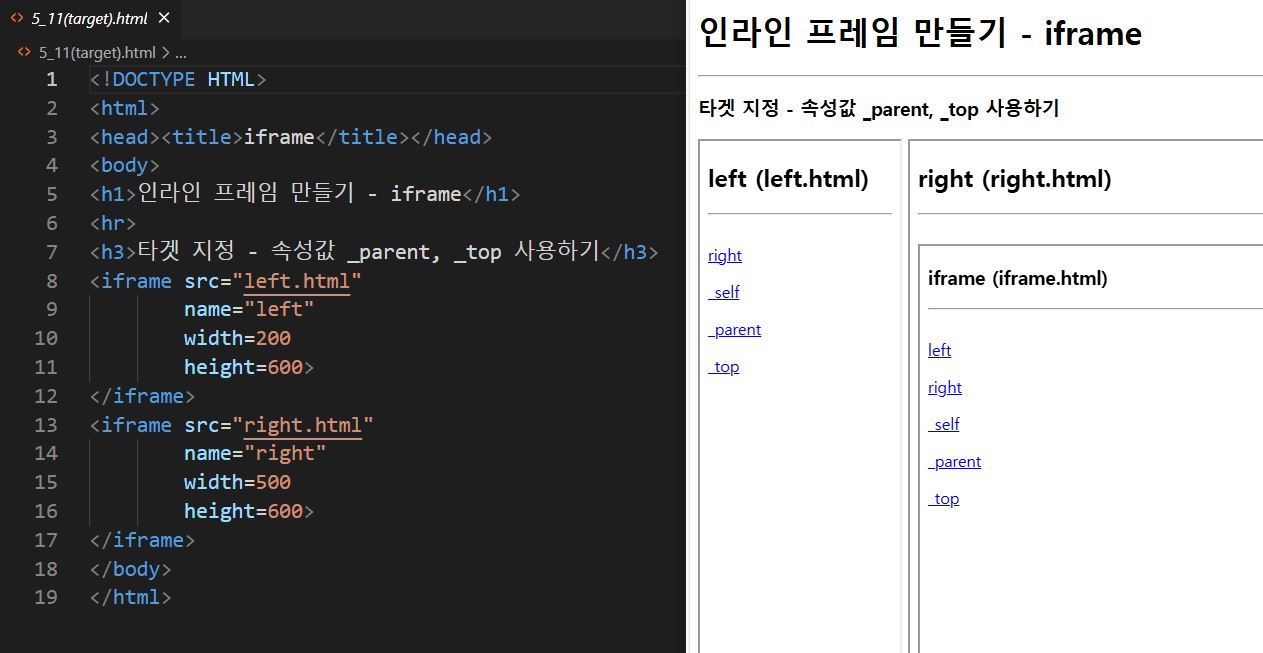 5_11(target).html
5_11(target).html > ...
1 <!DOCTYPE HTML>
2 <html>
3 <head><title>iframe</title></head>
4 <body>
5 <h1>인라인 프레임 만들기 - iframe</h1>
6 <hr>
7 <h3>타겟 지정 - 속성값 _parent, _top 사용하기</h3>
8 <iframe src="left.html"
9 name="left"
10 width=200
11 height=600>
12 </iframe>
13 <iframe src="right.html"
14 name="right"
15 width=500
16 height=600>
17 </iframe>
18 </body>
19 </html>
인라인 프레임 만들기 - iframe
타겟 지정 - 속성값 _parent, _top 사용하기
left (left.html)
right
_self
_parent
_top
right (right.html)
iframe (iframe.html)
left
right
_self
_parent
_top